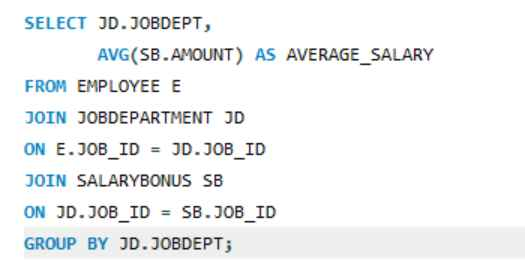 SELECT JD.JOBDEPT,
AVG(SB.AMOUNT) AS AVERAGE_SALARY
FROM EMPLOYEE E
JOIN JOBDEPARTMENT JD
ON E.JOB_ID = JD.JOB_ID
JOIN SALARYBONUS SB
ON JD.JOB_ID = SB.JOB_ID
GROUP BY JD.JOBDEPT;